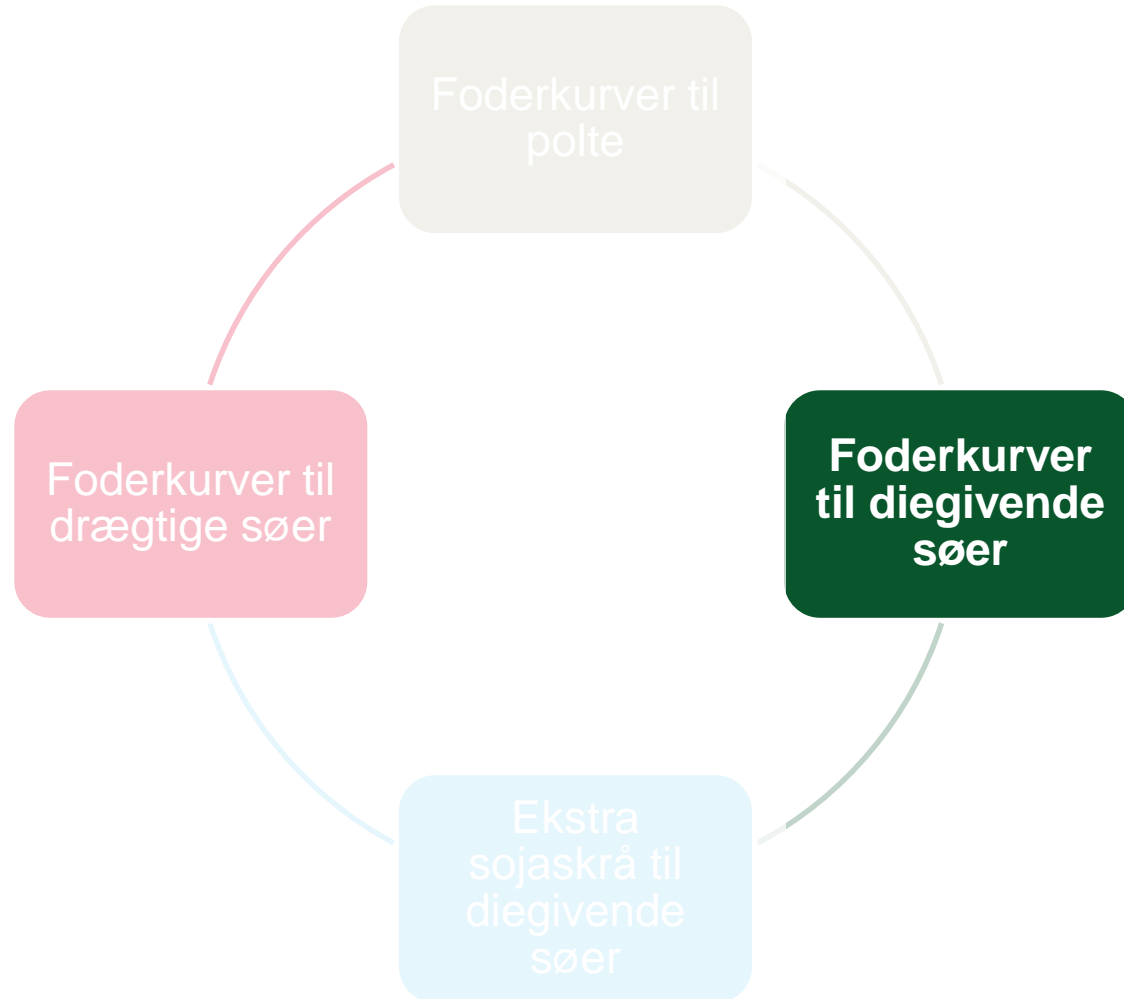 Foderkurver til
polte
Foderkurver til
drægtige søer
Foderkurver
til diegivende
søer
Ekstra
sojaskrå til
diegivende
søer